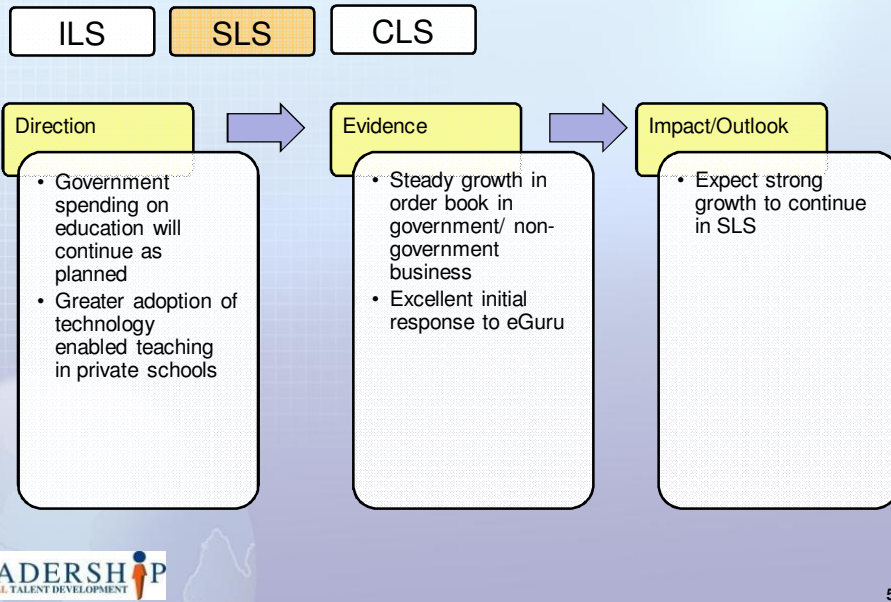 ILS SLS CLS
Direction
• Government
spending on
education will
continue as
planned
• Greater adoption of
technology
enabled teaching
in private schools
Evidence
• Steady growth in
order book in
government/ non-
government
business
• Excellent initial
response to eGuru
Impact/Outlook
• Expect strong
growth to continue
in SLS
ADERSHIP
L TALENT DEVELOPMENT
5